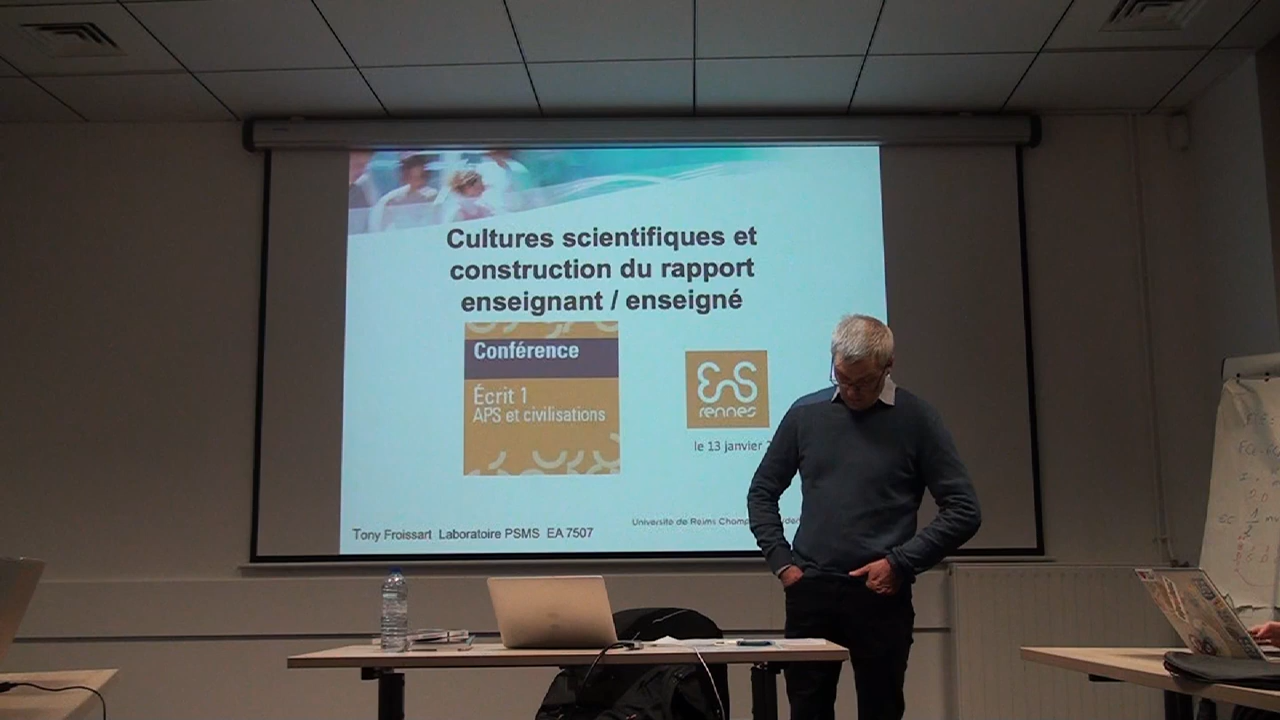 Cultures scientifiques et
construction du rapport
enseignant / enseigné
Conférence
Écrit 1
APS et civilisations
ENS
rennes
le 13 janvier
Université de Reims
Tony Froissart Laboratoire PSMS EA 7507